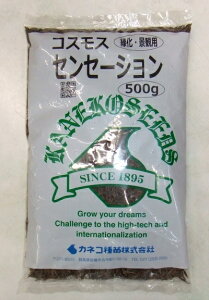 コスモス 緑化・景観用
センセーション
500g
KANEKO SEEDS
SINCE 1895
Grow your dreams
Challenge to the high-tech and
internationalization
カネコ種苗株式会社